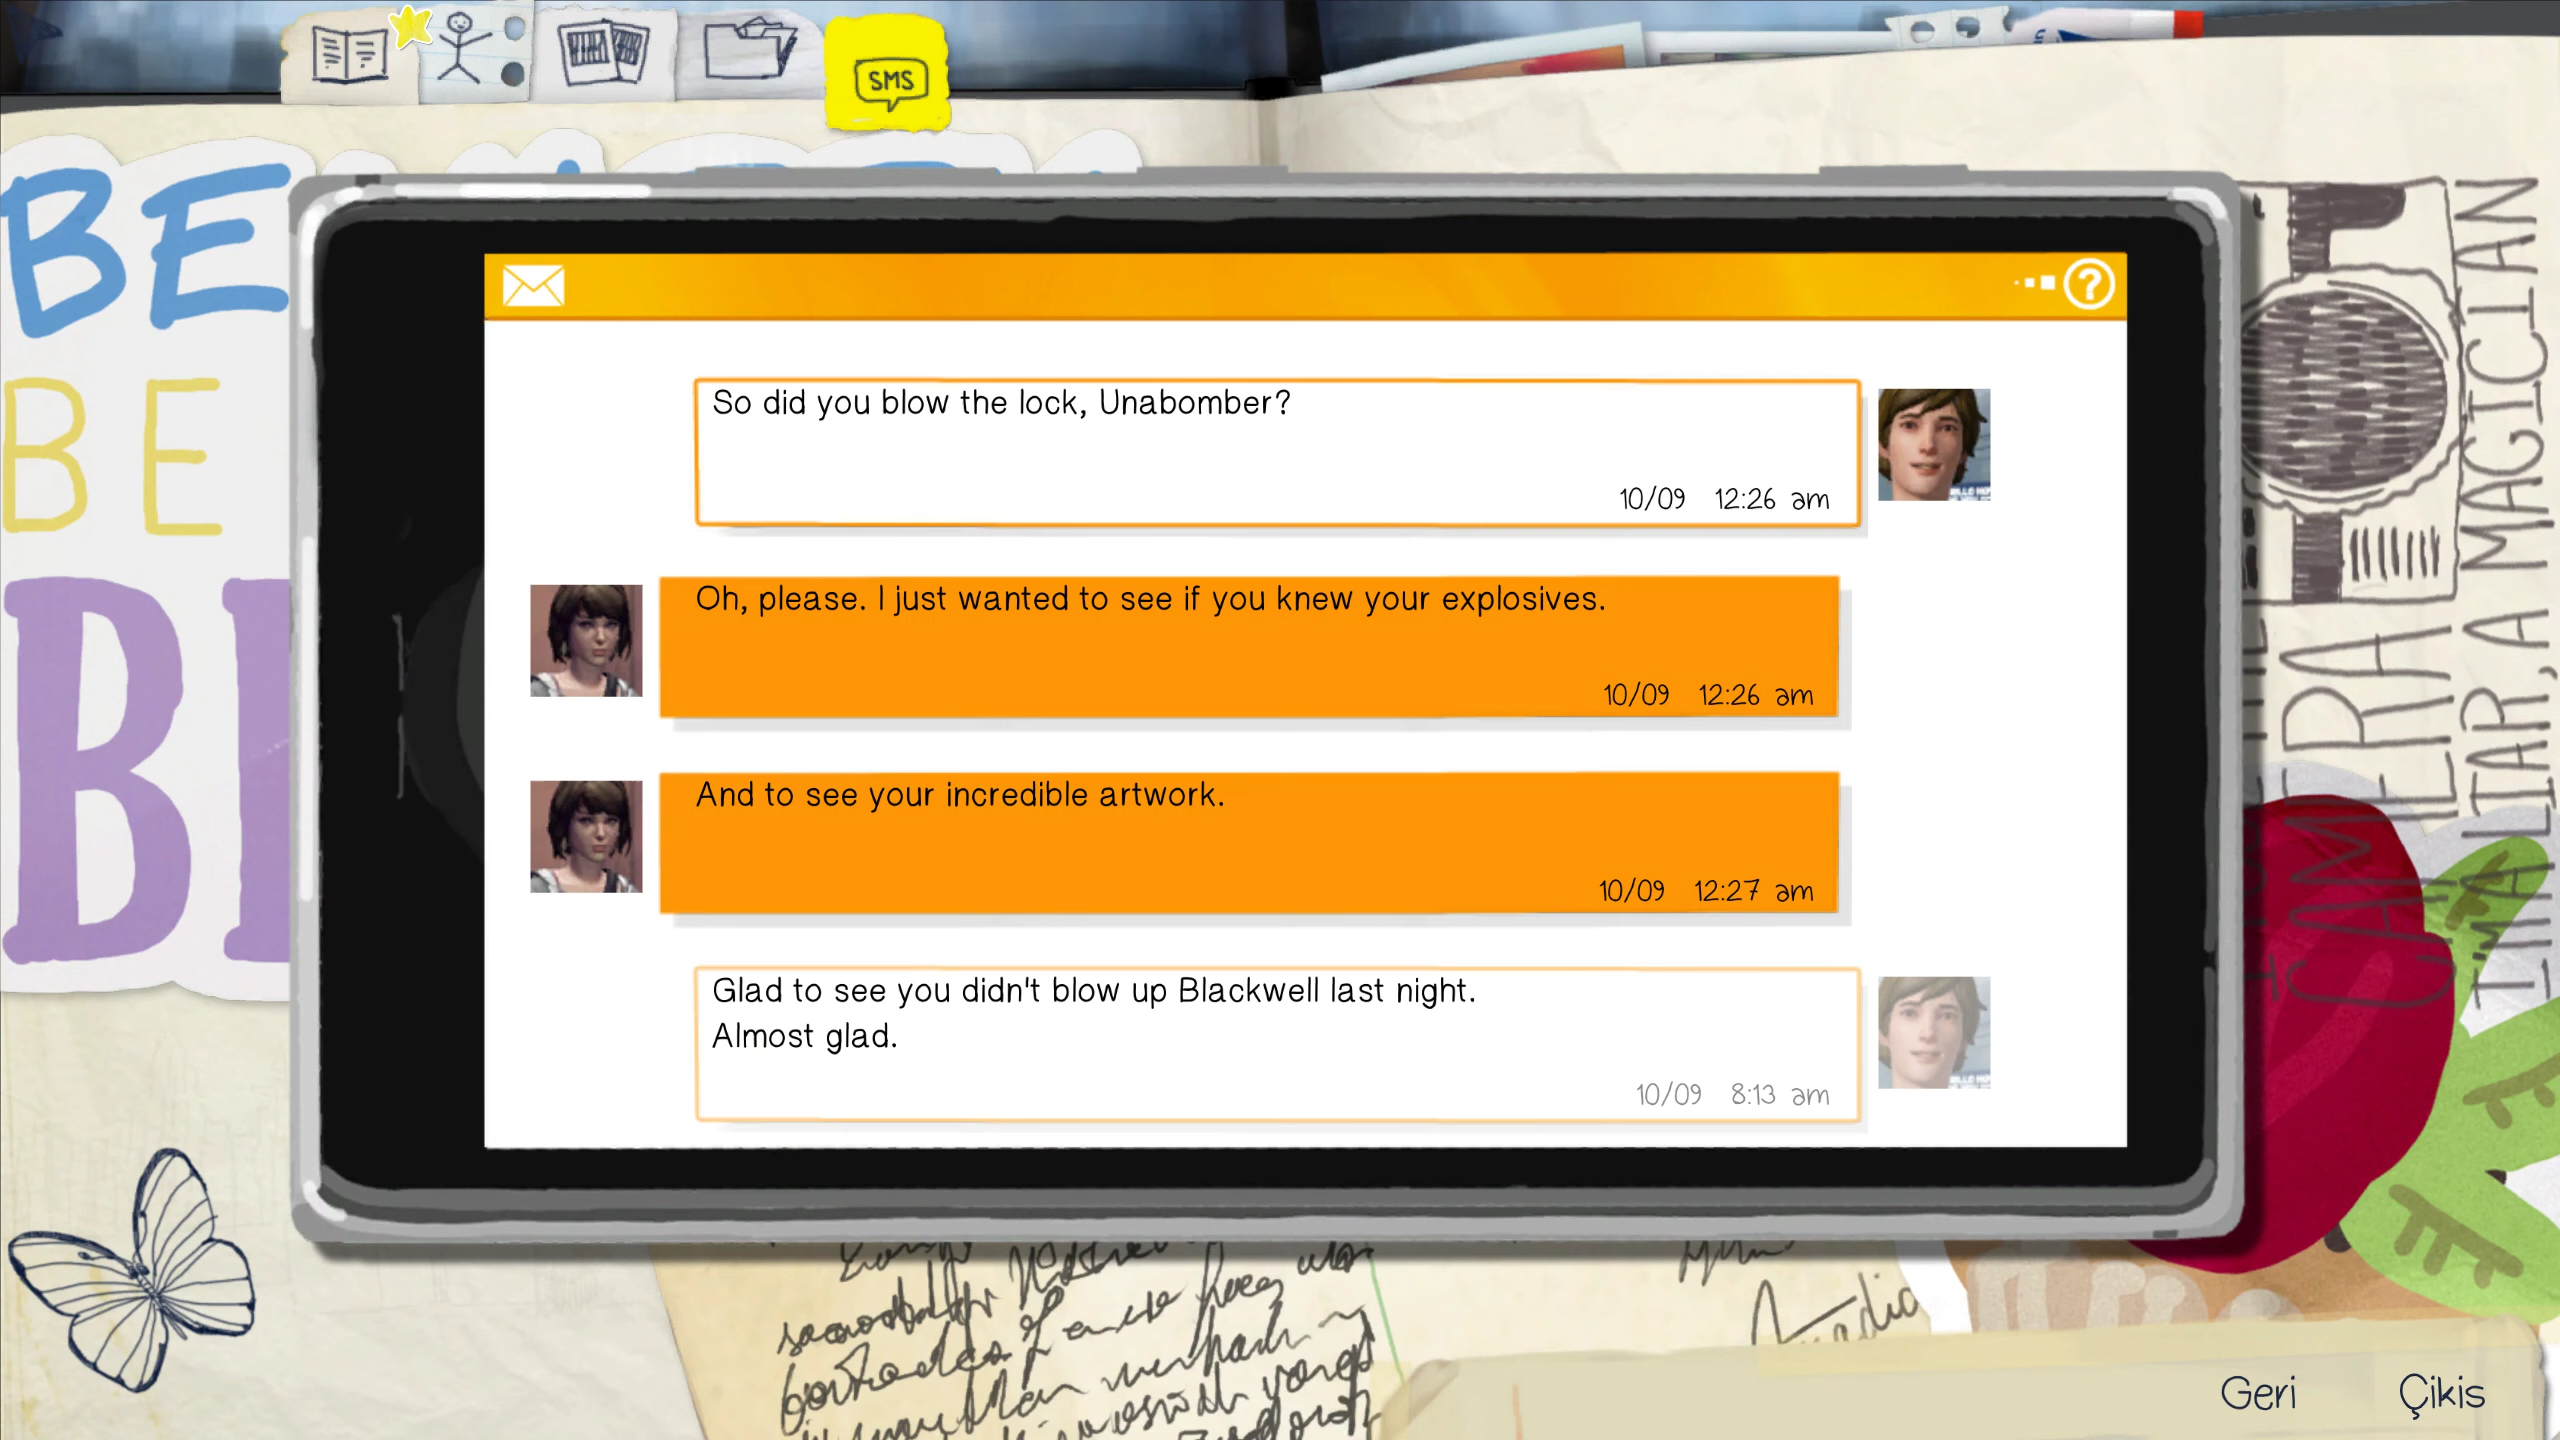 SMS
BE
BE
So did you blow the lock, Unabomber?
10/09 12:26 am
Oh, please. I just wanted to see if you knew your explosives.
10/09 12:26 am
And to see your incredible artwork.
10/09 12:27 am
Glad to see you didn't blow up Blackwell last night.
Almost glad.
10/09 8:13 am
CAMERA
I'M A LIAR, A MAGICIAN
Geri
Çikis